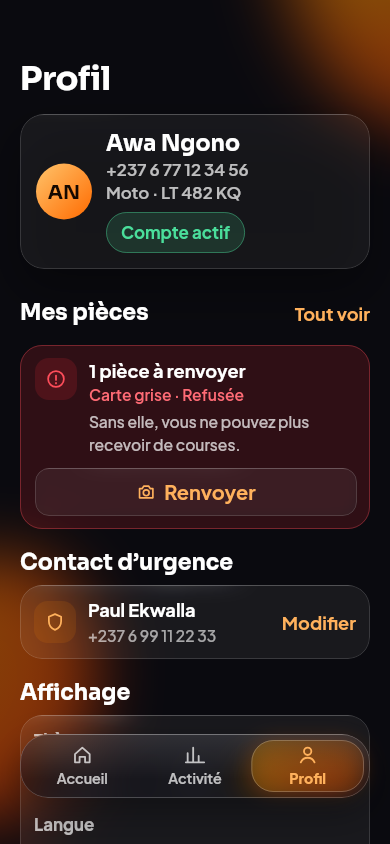 Profil
AN
Awa Ngono
+237 6 77 12 34 56
Moto · LT 482 KQ
Compte actif
Mes pièces
Tout voir
1 pièce à renvoyer
Carte grise · Refusée
Sans elle, vous ne pouvez plus
recevoir de courses.
Renvoyer
Contact d’urgence
Paul Ekwalla
+237 6 99 11 22 33
Modifier
Affichage
Accueil
Activité
Profil
Langue